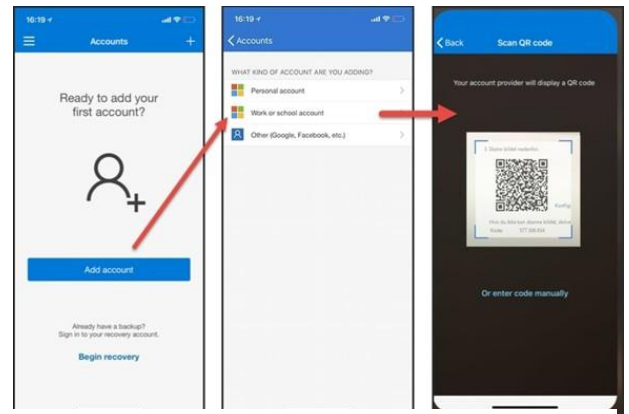 16:19
Accounts
Ready to add your
first account?
Add account
Already have a backup?
Sign in to your recovery account.
Begin recovery
16:19
Accounts
WHAT KIND OF ACCOUNT ARE YOU ADDING?
Personal account
Work or school account
Other (Google, Facebook, etc.)
Back
Scan QR code
Your account provider will display a QR code
Or enter code manually